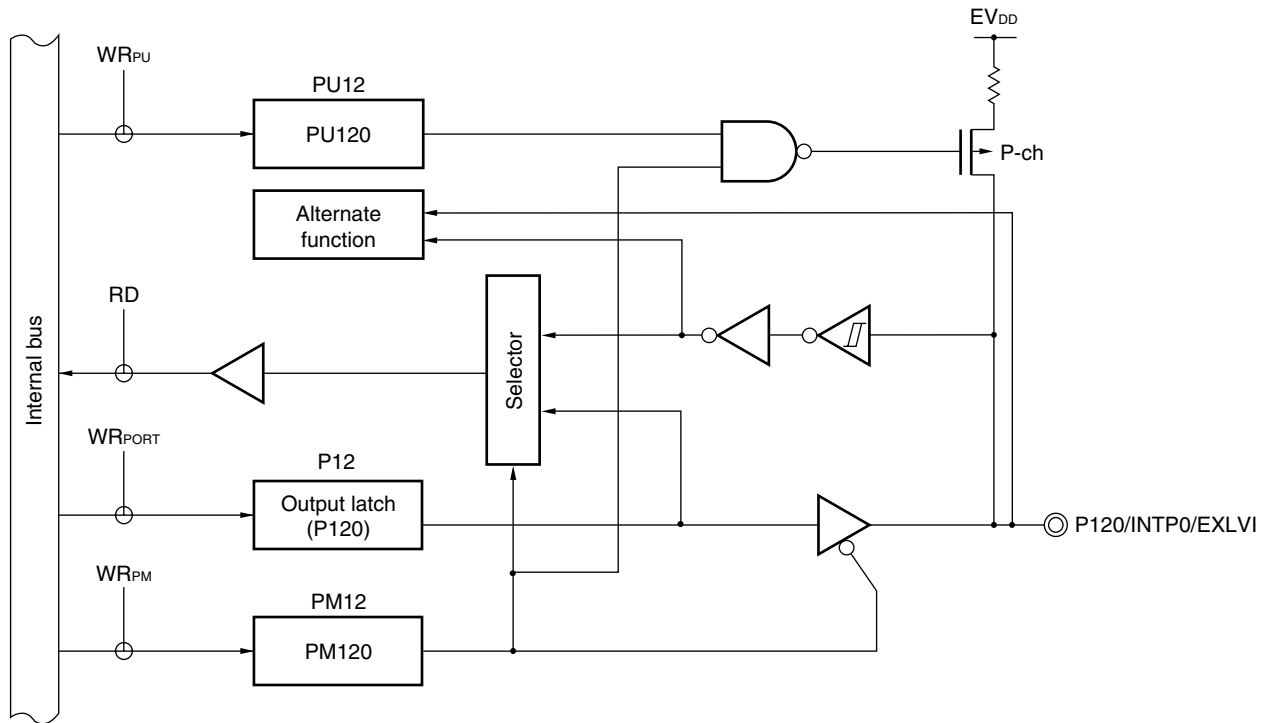 EVDD
WRPU
PU12
PU120
P-ch
Alternate
function
RD
Selector
Internal bus
WRPORT
P12
Output latch
(P120)
P120/INTP0/EXLVI
WRPM
PM12
PM120